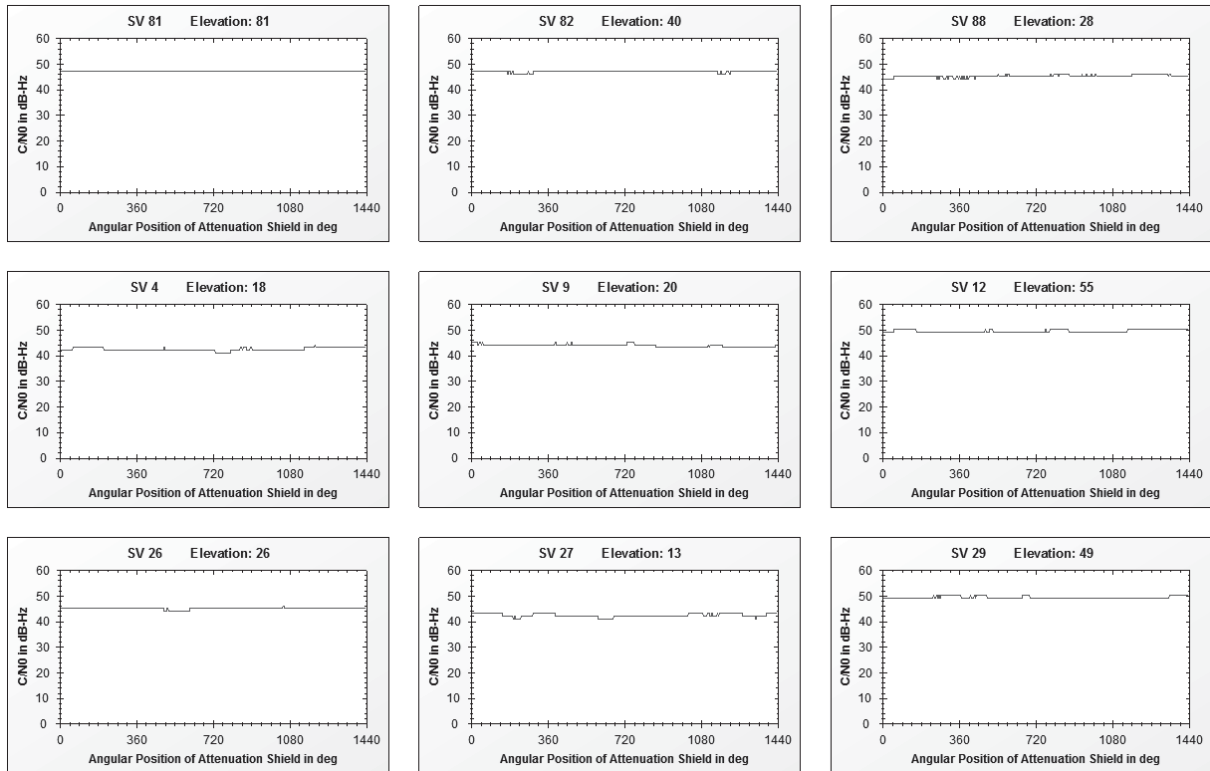 SV 81 Elevation: 81
C/N0 in dB-Hz
60
50
40
30
20
10
0
0 360 720 1080 1440
Angular Position of Attenuation Shield in deg
SV 82 Elevation: 40
C/N0 in dB-Hz
60
50
40
30
20
10
0
0 360 720 1080 1440
Angular Position of Attenuation Shield in deg
SV 88 Elevation: 28
C/N0 in dB-Hz
60
50
40
30
20
10
0
0 360 720 1080 1440
Angular Position of Attenuation Shield in deg
SV 4 Elevation: 18
C/N0 in dB-Hz
60
50
40
30
20
10
0
0 360 720 1080 1440
Angular Position of Attenuation Shield in deg
SV 9 Elevation: 20
C/N0 in dB-Hz
60
50
40
30
20
10
0
0 360 720 1080 1440
Angular Position of Attenuation Shield in deg
SV 12 Elevation: 55
C/N0 in dB-Hz
60
50
40
30
20
10
0
0 360 720 1080 1440
Angular Position of Attenuation Shield in deg
SV 26 Elevation: 26
C/N0 in dB-Hz
60
50
40
30
20
10
0
0 360 720 1080 1440
Angular Position of Attenuation Shield in deg
SV 27 Elevation: 13
C/N0 in dB-Hz
60
50
40
30
20
10
0
0 360 720 1080 1440
Angular Position of Attenuation Shield in deg
SV 29 Elevation: 49
C/N0 in dB-Hz
60
50
40
30
20
10
0
0 360 720 1080 1440
Angular Position of Attenuation Shield in deg